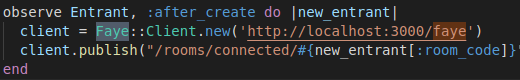 observe Entrant, :after_create do |new_entrant|
client = Faye::Client.new('http://localhost:3000/faye')
client.publish("/rooms/connected/#{new_entrant[:room_code]}"
end